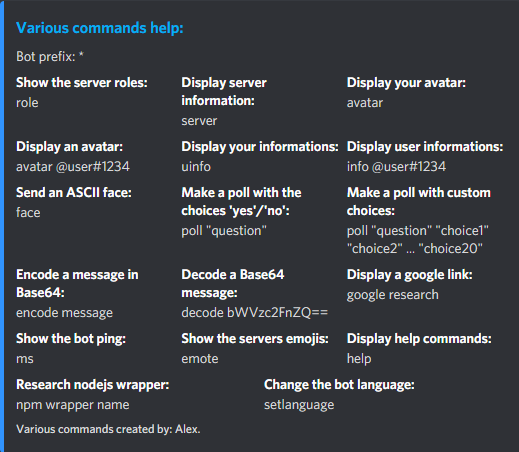 Various commands help:
Bot prefix: *
Show the server roles:
role
Display server
information:
server
Display your avatar:
avatar
Display an avatar:
avatar @user#1234
Display your informations:
uinfo
Display user informations:
info @user#1234
Send an ASCII face:
face
Make a poll with the
choices 'yes'/'no':
poll "question"
Make a poll with custom
choices:
poll "question" "choice1"
"choice2" ... "choice20"
Encode a message in
Base64:
encode message
Decode a Base64
message:
decode bWVzc2FnZQ==
Display a google link:
google research
Show the bot ping:
ms
Show the servers emojis:
emote
Display help commands:
help
Research nodejs wrapper:
npm wrapper name
Change the bot language:
setlanguage
Various commands created by: Alex.